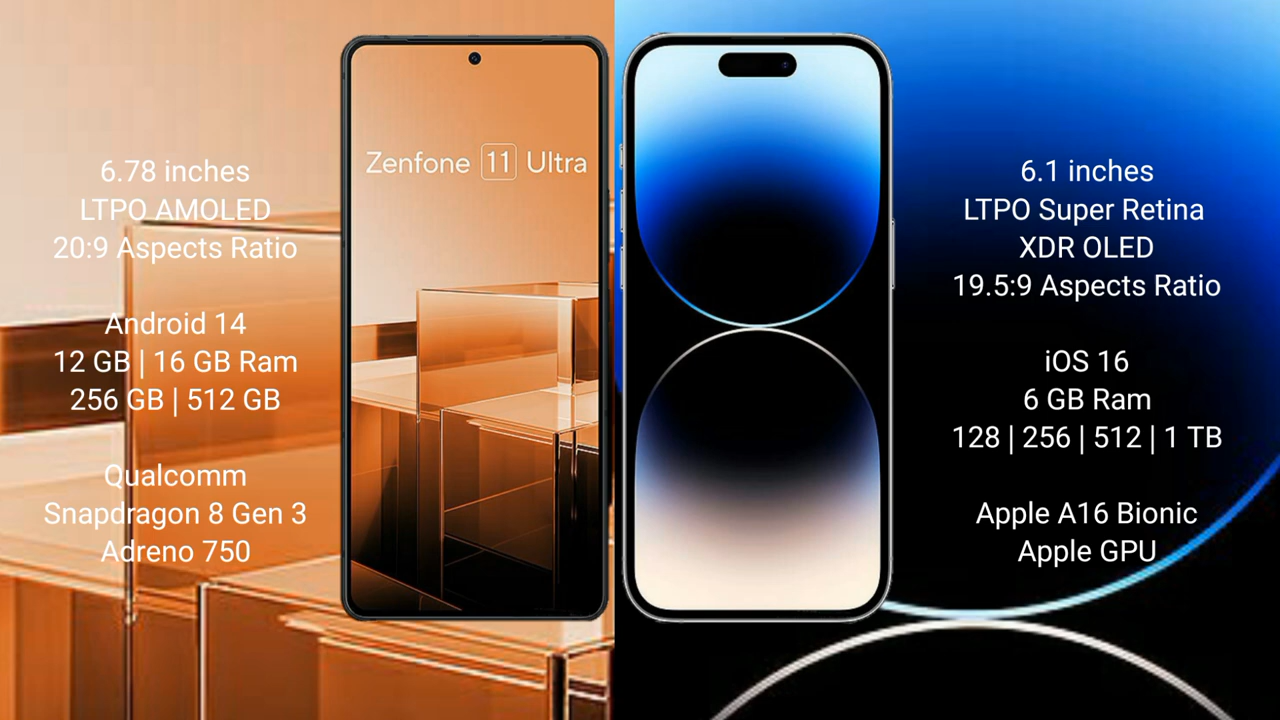 6.78 inches
LTPO AMOLED
20:9 Aspects Ratio
Android 14
12 GB | 16 GB Ram
256 GB | 512 GB
Qualcomm
Snapdragon 8 Gen 3
Adreno 750
Zenfone 11 Ultra
6.1 inches
LTPO Super Retina
XDR OLED
19.5:9 Aspects Ratio
iOS 16
6 GB Ram
128 | 256 | 512 | 1 TB
Apple A16 Bionic
Apple GPU